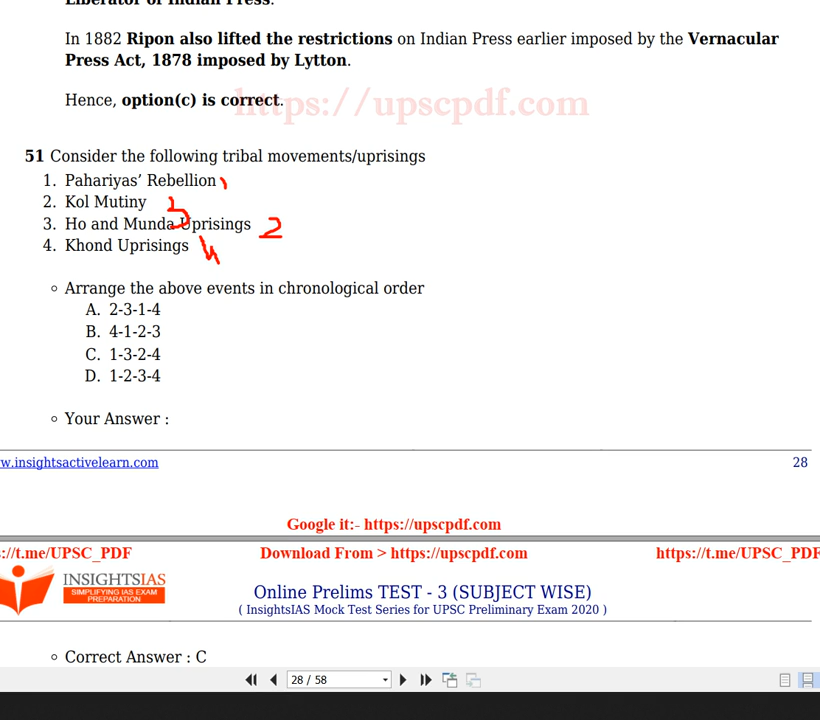 Liberator of Indian Press.
In 1882 Ripon also lifted the restrictions on Indian Press earlier imposed by the Vernacular
Press Act, 1878 imposed by Lytton.
Hence, option(c) is correct.
https://upscpdf.com
51 Consider the following tribal movements/uprisings
1. Pahariyas’ Rebellion 1
2. Kol Mutiny 3
3. Ho and Munda Uprisings 2
4. Khond Uprisings 4
Arrange the above events in chronological order
A. 2-3-1-4
B. 4-1-2-3
C. 1-3-2-4
D. 1-2-3-4
Your Answer :
w.insightsactivelearn.com 28
Google it:- https://upscpdf.com
://t.me/UPSC_PDF Download From > https://upscpdf.com https://t.me/UPSC_PDF
INSIGHTSIAS
SIMPLIFYING IAS EXAM
PREPARATION
Online Prelims TEST - 3 (SUBJECT WISE)
( InsightsIAS Mock Test Series for UPSC Preliminary Exam 2020 )
Correct Answer : C
28 / 58